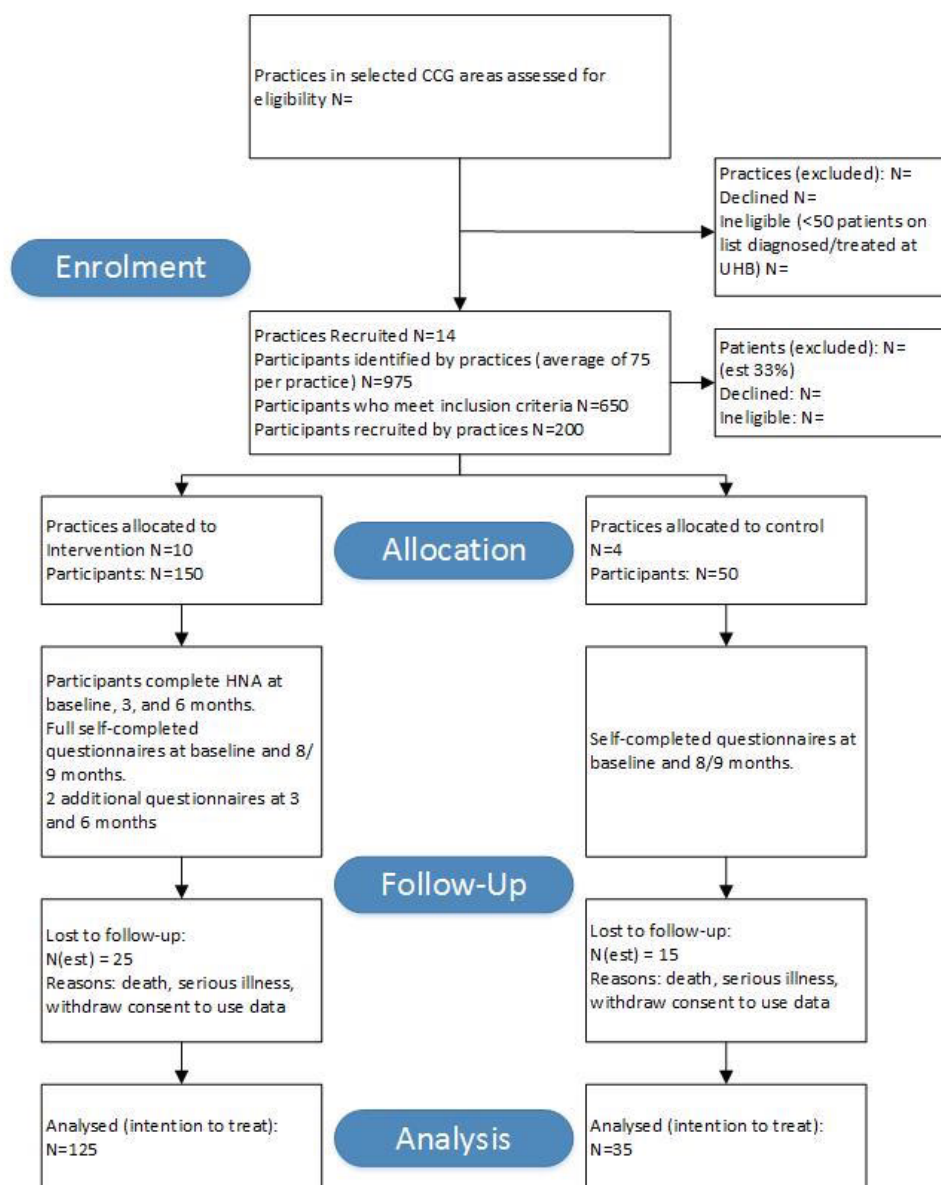 Practices in selected CCG areas assessed for
eligibility N=
Practices (excluded): N=
Declined N=
Ineligible (<50 patients on
list diagnosed/treated at
UHB) N=
Enrolment
Practices Recruited N=14
Participants identified by practices (average of 75
per practice) N=975
Participants who meet inclusion criteria N=650
Participants recruited by practices N=200
Patients (excluded): N=
(est 33%)
Declined: N=
Ineligible: N=
Practices allocated to
Intervention N=10
Participants: N=150
Allocation
Practices allocated to control
N=4
Participants: N=50
Participants complete HNA at
baseline, 3, and 6 months.
Full self-completed
questionnaires at baseline and 8/
9 months.
2 additional questionnaires at 3
and 6 months
Self-completed questionnaires at
baseline and 8/9 months.
Follow-Up
Lost to follow-up:
N(est) = 25
Reasons: death, serious illness,
withdraw consent to use data
Lost to follow-up:
N(est) = 15
Reasons: death, serious illness,
withdraw consent to use data
Analysed (intention to treat):
N=125
Analysis
Analysed (intention to treat):
N=35